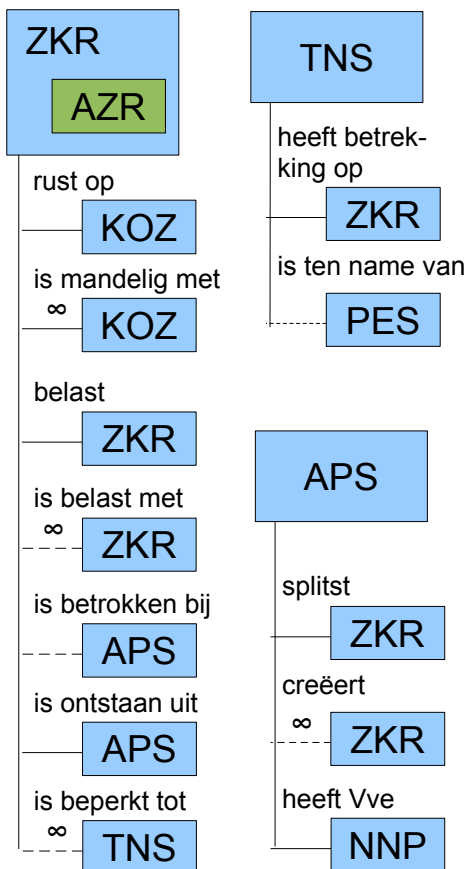 ZKR
AZR
rust op
KOZ
is mandelig met
∞
KOZ
belast
ZKR
is belast met
∞
ZKR
is betrokken bij
APS
is ontstaan uit
APS
is beperkt tot
∞
TNS
TNS
heeft betrek-
king op
ZKR
is ten name van
PES
APS
splitst
ZKR
creëert
∞
ZKR
heeft Vve
NNP